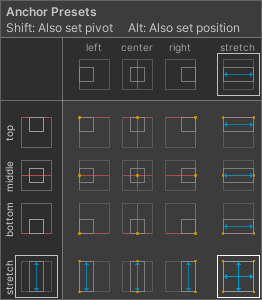 Anchor Presets
Shift: Also set pivot Alt: Also set position
left center right stretch
top
middle
bottom
stretch